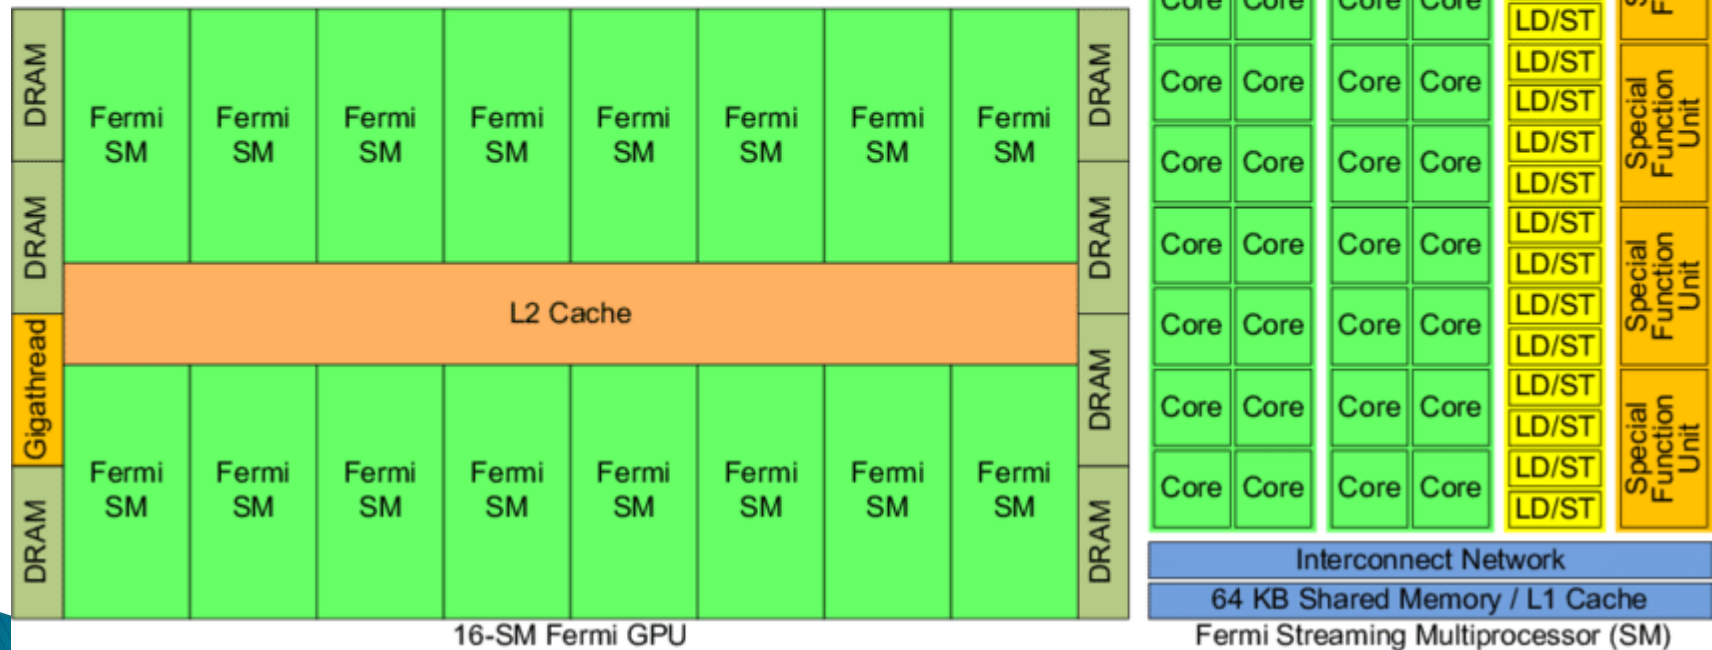 DRAM
DRAM
Gigathread
DRAM
Fermi SM
Fermi SM
Fermi SM
Fermi SM
Fermi SM
Fermi SM
Fermi SM
Fermi SM
L2 Cache
Fermi SM
Fermi SM
Fermi SM
Fermi SM
Fermi SM
Fermi SM
Fermi SM
Fermi SM
DRAM
DRAM
DRAM
DRAM
16-SM Fermi GPU
Core Core Core Core
LD/ST
Core Core Core Core
LD/ST
LD/ST
Core Core Core Core
LD/ST
LD/ST
Special Function Unit
Core Core Core Core
LD/ST
LD/ST
Core Core Core Core
LD/ST
LD/ST
Special Function Unit
Core Core Core Core
LD/ST
LD/ST
Core Core Core Core
LD/ST
LD/ST
Special Function Unit
Interconnect Network
64 KB Shared Memory / L1 Cache
Fermi Streaming Multiprocessor (SM)